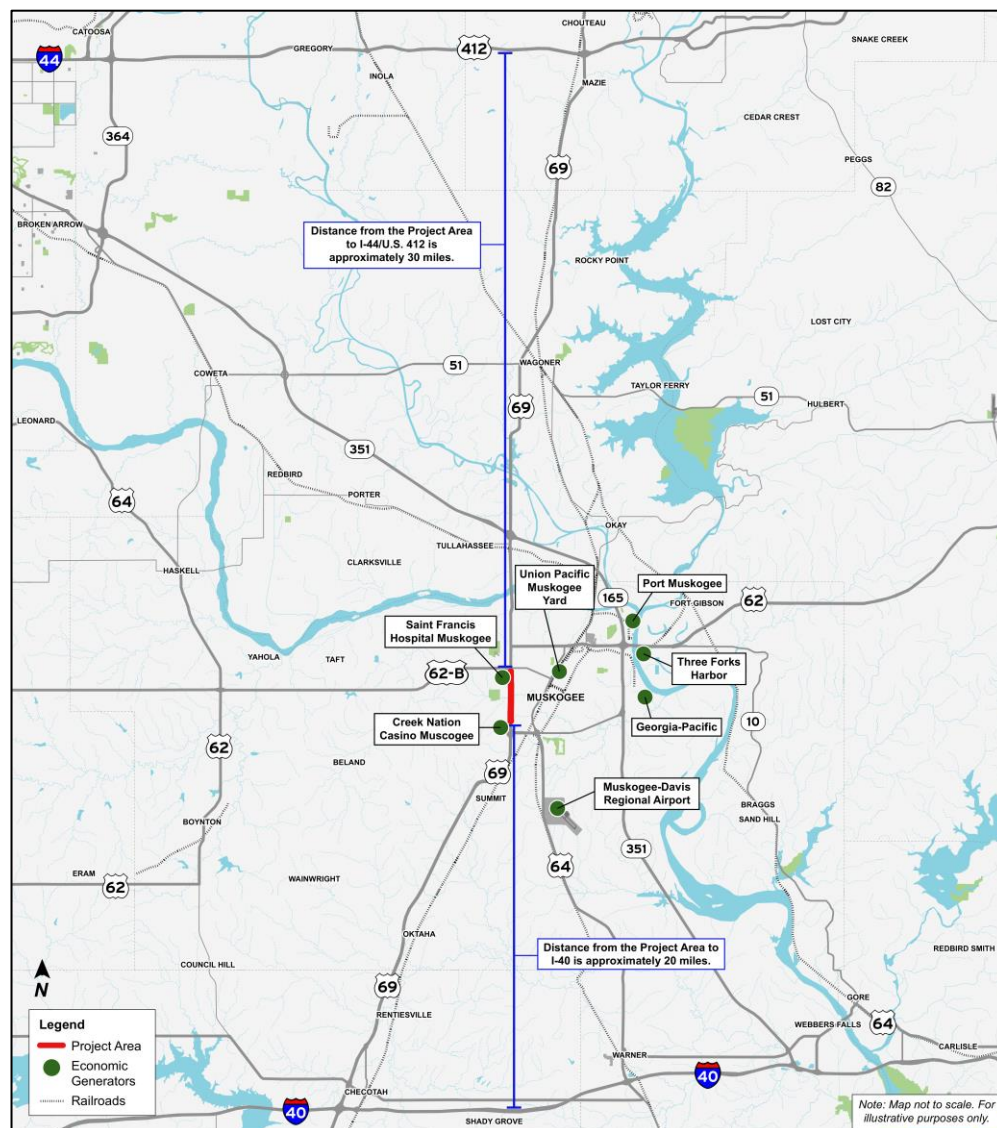 CATOOSA
44
GREGORY
412
CHOUTEAU
SNAKE CREEK
INOLA
MAZIE
364
69
CEDAR CREST
PEGGS
82
BROKEN ARROW
Distance from the Project Area
to I-44/U.S. 412 is
approximately 30 miles.
ROCKY POINT
LOST CITY
WAGONER
51
COWETA
TAYLOR FERRY
51
HULBERT
69
LEONARD
351
REDBIRD
64
PORTER
OKAY
TULLAHASSEE
CLARKSVILLE
HASKELL
Union Pacific
Muskogee
Yard
Port Muskogee
165
FORT GIBSON
62
Saint Francis
Hospital Muskogee
YAHOLA
TAFT
62-B
Three Forks
Harbor
MUSKOGEE
Georgia-Pacific
10
Creek Nation
Casino Muscogee
62
BELAND
69
SUMMIT
Muskogee-Davis
Regional Airport
BRAGGS
SAND HILL
BOYNTON
351
64
ERAM
62
WAINWRIGHT
OKTAHA
Distance from the Project Area to
I-40 is approximately 20 miles.
REDBIRD SMITH
COUNCIL HILL
N
69
GORE
RENTIESVILLE
WEBBERS FALLS
64
Legend
Project Area
Economic
Generators
Railroads
CARLISLE
WARNER
40
CHECOTAH
40
SHADY GROVE
Note: Map not to scale. For
illustrative purposes only.